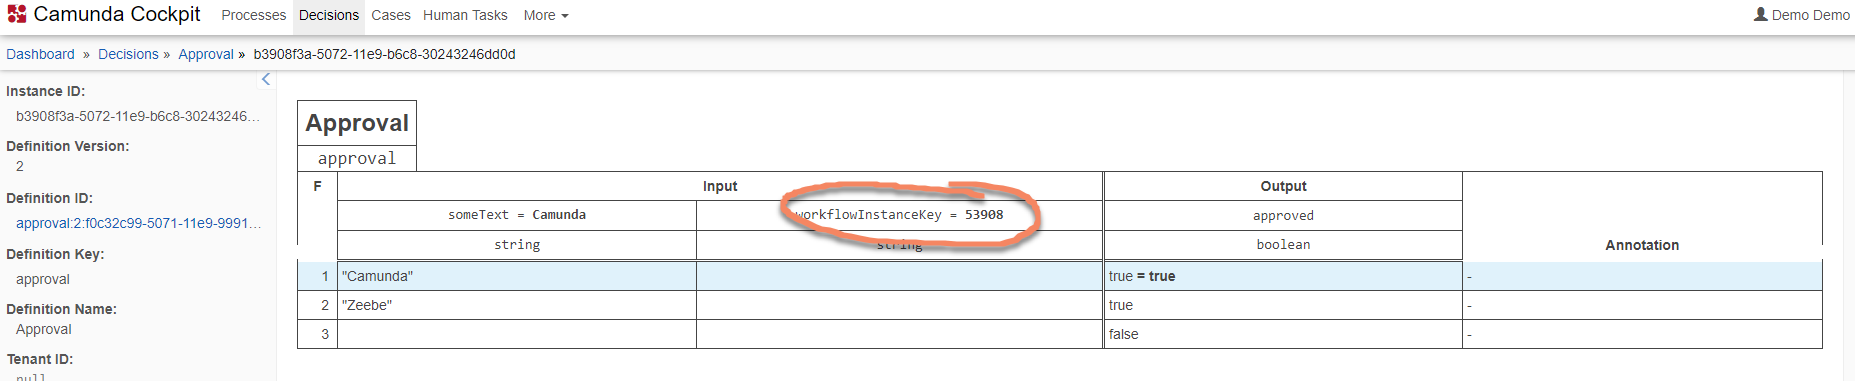 Camunda Cockpit Processes Decisions Cases Human Tasks More Demo Demo
Dashboard » Decisions » Approval » b3908f3a-5072-11e9-b6c8-30243246dd0d
Instance ID:
b3908f3a-5072-11e9-b6c8-30243246...
Definition Version:
2
Definition ID:
approval:2:f0c32c99-5071-11e9-9991...
Definition Key:
approval
Definition Name:
Approval
Tenant ID:
null
Approval
approval
F Input Output
someText = Camunda workflowInstanceKey = 53908 approved
string string boolean Annotation
1 "Camunda" true = true -
2 "Zeebe" true -
3 false -